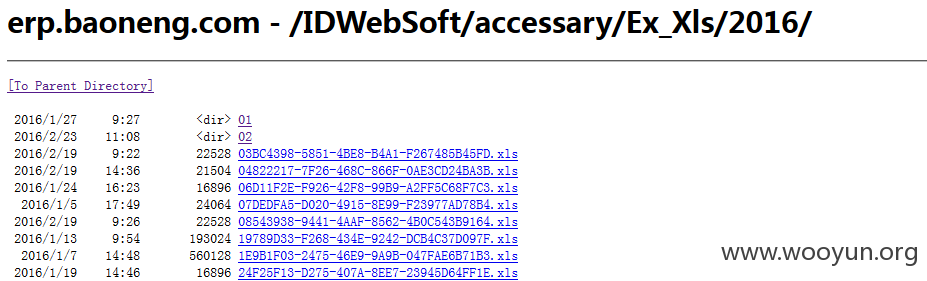 erp.baoneng.com - /IDWebSoft/accessary/Ex_Xls/2016/
[To Parent Directory]
2016/1/27 9:27 <dir> 01
2016/2/23 11:08 <dir> 02
2016/2/19 9:22 22528 03BC4398-5851-4BE8-B4A1-F267485B45FD.xls
2016/2/19 14:36 21504 04822217-7F26-468C-866F-0AE3CD24BA3B.xls
2016/1/24 16:23 16896 06D11F2E-F926-42F8-99B9-A2FF5C68F7C3.xls
2016/1/5 17:49 24064 07DEDFA5-D020-4915-8E99-F23977AD78B4.xls
2016/2/19 9:26 22528 08543938-9441-4AAF-8562-4B0C543B9164.xls
2016/1/13 9:54 193024 19789D33-F268-434E-9242-DCB4C37D097F.xls
2016/1/7 14:48 560128 1E9B1F03-2475-46E9-9A9B-047FAE6B71B3.xls
2016/1/19 14:46 16896 24F25F13-D275-407A-8EE7-23945D64FF1E.xls
www.wooyun.org